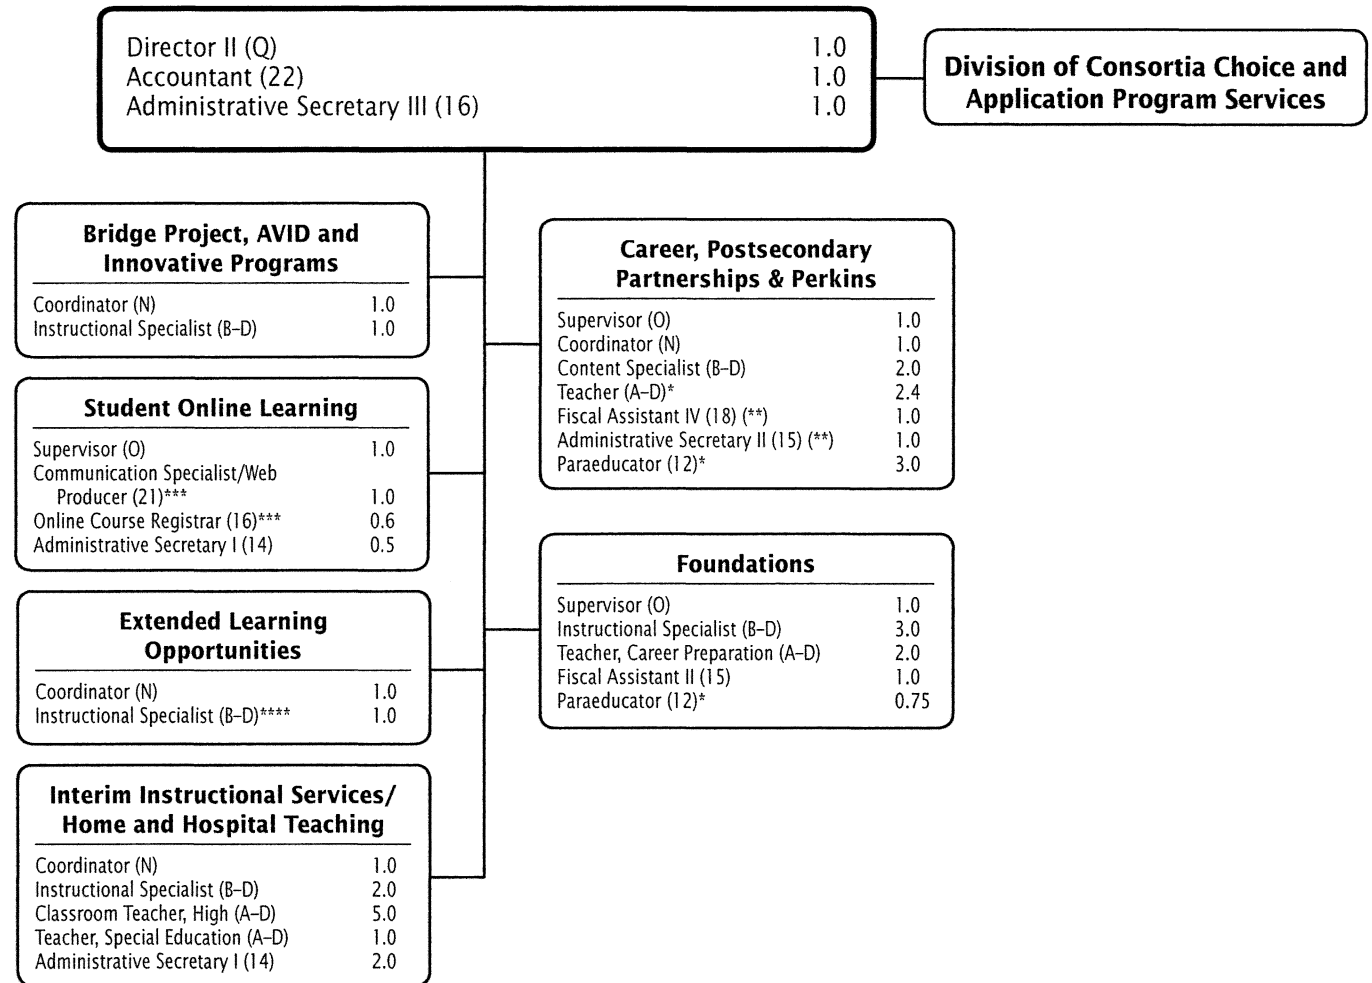 Director II (Q) 1.0
Accountant (22) 1.0
Administrative Secretary III (16) 1.0
Division of Consortia Choice and
Application Program Services
Bridge Project, AVID and
Innovative Programs
Coordinator (N) 1.0
Instructional Specialist (B–D) 1.0
Student Online Learning
Supervisor (O) 1.0
Communication Specialist/Web
Producer (21)*** 1.0
Online Course Registrar (16)*** 0.6
Administrative Secretary I (14) 0.5
Extended Learning
Opportunities
Coordinator (N) 1.0
Instructional Specialist (B–D)**** 1.0
Interim Instructional Services/
Home and Hospital Teaching
Coordinator (N) 1.0
Instructional Specialist (B–D) 2.0
Classroom Teacher, High (A–D) 5.0
Teacher, Special Education (A–D) 1.0
Administrative Secretary I (14) 2.0
Career, Postsecondary
Partnerships & Perkins
Supervisor (O) 1.0
Coordinator (N) 1.0
Content Specialist (B–D) 2.0
Teacher (A–D)* 2.4
Fiscal Assistant IV (18) (**) 1.0
Administrative Secretary II (15) (**) 1.0
Paraeducator (12)* 3.0
Foundations
Supervisor (O) 1.0
Instructional Specialist (B–D) 3.0
Teacher, Career Preparation (A–D) 2.0
Fiscal Assistant II (15) 1.0
Paraeducator (12)* 0.75